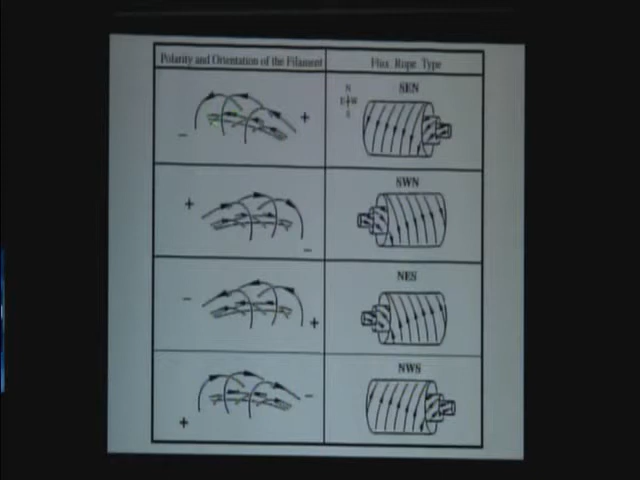 Polarity and Orientation of the Filament
Flux Rope Type
SEN
N
E W
S
− +
SWN
+ −
NES
− +
NWS
+ −